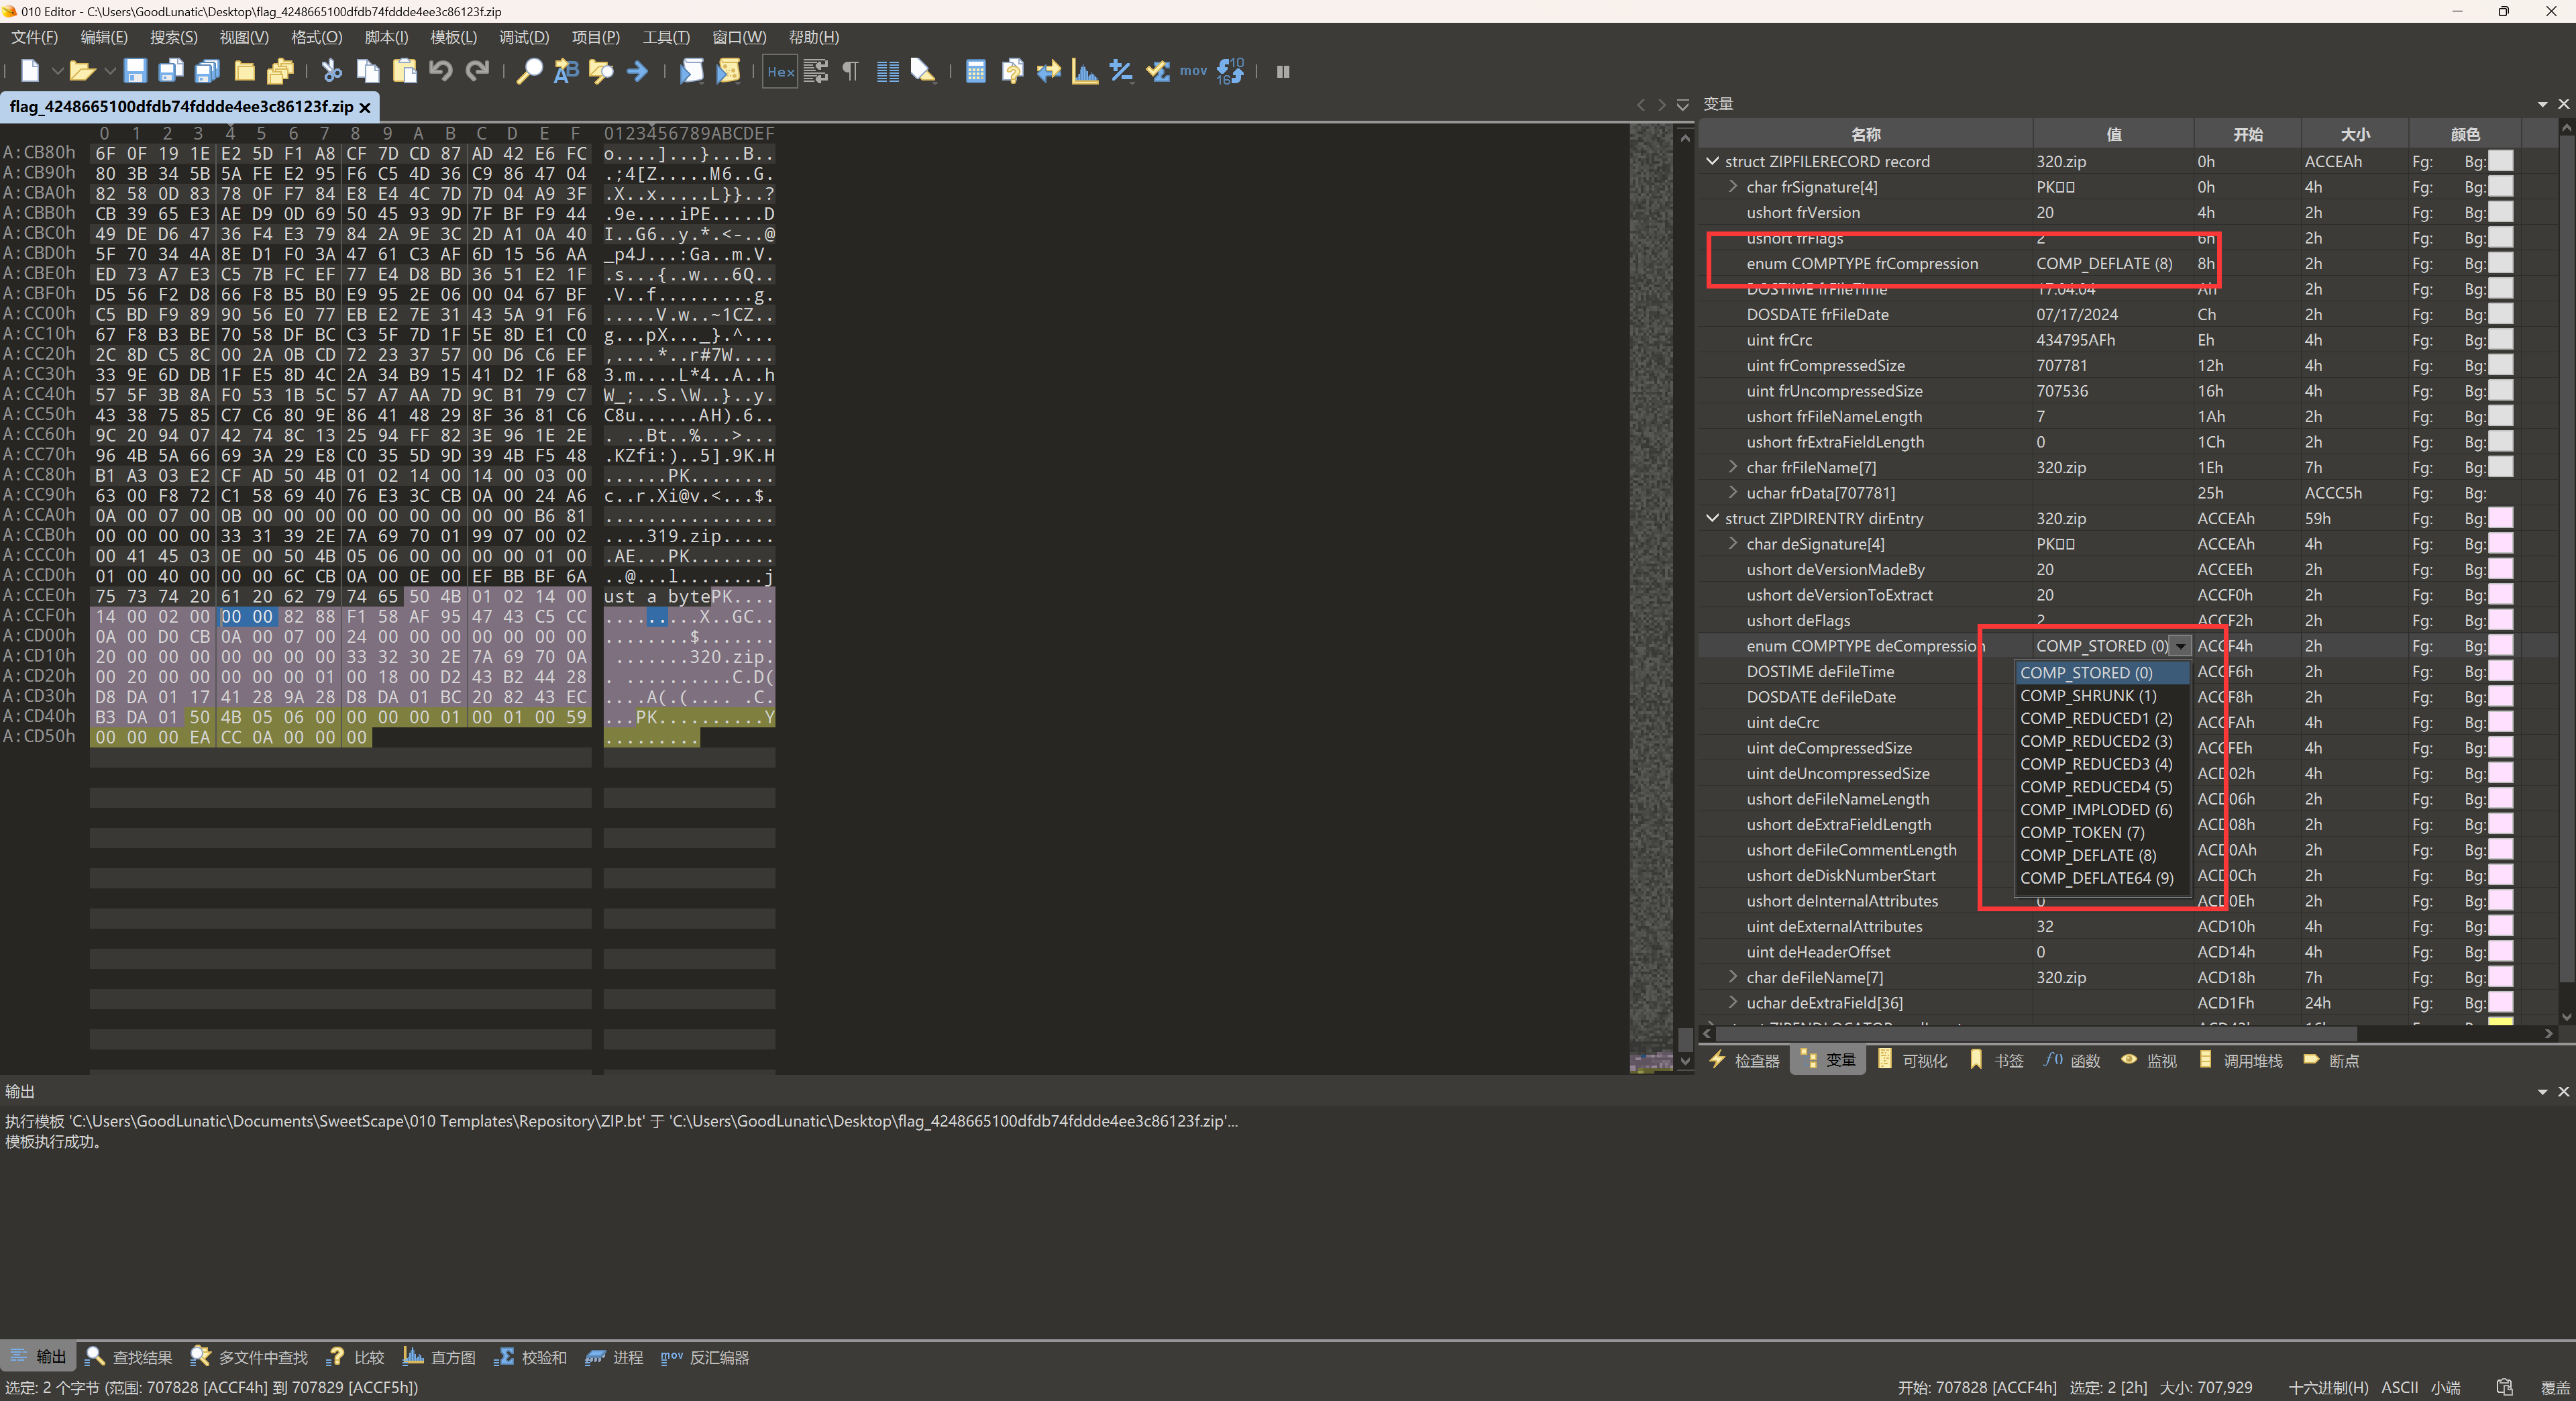 010 Editor - C:\Users\GoodLunatic\Desktop\flag_4248665100dfdb74fddde4ee3c86123f.zip
文件(F) 编辑(E) 搜索(S) 视图(V) 格式(O) 脚本(I) 模板(L) 调试(D) 项目(P) 工具(T) 窗口(W) 帮助(H)
flag_4248665100dfdb74fddde4ee3c86123f.zip
0 1 2 3 4 5 6 7 8 9 A B C D E F 0123456789ABCDEF
A:CB80h 6F 0F 19 1E E2 5D F1 A8 CF 7D CD 87 AD 42 E6 FC o....]...}...B..
A:CB90h 80 3B 34 5B 5A FE E2 95 F6 C5 4D 36 C9 86 47 04 .;4[Z.....M6..G.
A:CBA0h 82 58 0D 83 78 0F F7 84 E8 E4 4C 7D 7D 04 A9 3F .X..x.....L}}..?
A:CBB0h CB 39 65 E3 AE D9 0D 69 50 45 93 9D 7F BF F9 44 .9e....iPE.....D
A:CBC0h 49 DE D6 47 36 F4 E3 79 84 2A 9E 3C 2D A1 0A 40 I..G6..y.*.<-..@
A:CBD0h 5F 70 34 4A 8E D1 F0 3A 47 61 C3 AF 6D 15 56 AA _p4J...:Ga..m.V.
A:CBE0h ED 73 A7 E3 C5 7B FC EF 77 E4 D8 BD 36 51 E2 1F .s...{..w...6Q..
A:CBF0h D5 56 F2 D8 66 F8 B5 B0 E9 95 2E 06 00 04 67 BF .V..f.........g.
A:CC00h C5 BD F9 89 90 56 E0 77 EB E2 7E 31 43 5A 91 F6 .....V.w..~1CZ..
A:CC10h 67 F8 B3 BE 70 58 DF BC C3 5F 7D 1F 5E 8D E1 C0 g...pX..._}.^...
A:CC20h 2C 8D C5 8C 00 2A 0B CD 72 23 37 57 00 D6 C6 EF ,....*..r#7W....
A:CC30h 33 9E 6D DB 1F E5 8D 4C 2A 34 B9 15 41 D2 1F 68 3.m....L*4..A..h
A:CC40h 57 5F 3B 8A F0 53 1B 5C 57 A7 AA 7D 9C B1 79 C7 W_;..S.\W..}..y.
A:CC50h 43 38 75 85 C7 C6 80 9E 86 41 48 29 8F 36 81 C6 C8u......AH).6..
A:CC60h 9C 20 94 07 42 74 8C 13 25 94 FF 82 3E 96 1E 2E . ..Bt..%...>...
A:CC70h 96 4B 5A 66 69 3A 29 E8 C0 35 5D 9D 39 4B F5 48 .KZfi:)..5].9K.H
A:CC80h B1 A3 03 E2 CF AD 50 4B 01 02 14 00 14 00 03 00 ......PK........
A:CC90h 63 00 F8 72 C1 58 69 40 76 E3 3C CB 0A 00 24 A6 c..r.Xi@v.<...$.
A:CCA0h 0A 00 07 00 0B 00 00 00 00 00 00 00 00 00 B6 81 ................
A:CCB0h 00 00 00 00 33 31 39 2E 7A 69 70 01 99 07 00 02 ....319.zip.....
A:CCC0h 00 41 45 03 0E 00 50 4B 05 06 00 00 00 00 01 00 .AE...PK........
A:CCD0h 01 00 40 00 00 00 6C CB 0A 00 0E 00 EF BB BF 6A ..@...l........j
A:CCE0h 75 73 74 20 61 20 62 79 74 65 50 4B 01 02 14 00 ust a bytePK....
A:CCF0h 14 00 02 00 00 00 82 88 F1 58 AF 95 47 43 C5 CC .........X..GC..
A:CD00h 0A 00 D0 CB 0A 00 07 00 24 00 00 00 00 00 00 00 ........$.......
A:CD10h 20 00 00 00 00 00 00 00 33 32 30 2E 7A 69 70 0A  .......320.zip.
A:CD20h 00 20 00 00 00 00 00 01 00 18 00 D2 43 B2 44 28 . ..........C.D(
A:CD30h D8 DA 01 17 41 28 9A 28 D8 DA 01 BC 20 82 43 EC ....A(.(.... .C.
A:CD40h B3 DA 01 50 4B 05 06 00 00 00 00 01 00 01 00 59 ...PK..........Y
A:CD50h 00 00 00 EA CC 0A 00 00 00 .........
变量
名称 值 开始 大小 颜色
struct ZIPFILERECORD record 320.zip 0h ACCEAh Fg: Bg:
char frSignature[4] PK 0h 4h Fg: Bg:
ushort frVersion 20 4h 2h Fg: Bg:
ushort frFlags 2 6h 2h Fg: Bg:
enum COMPTYPE frCompression COMP_DEFLATE (8) 8h 2h Fg: Bg:
DOSTIME frFileTime 17:04:04 Ah 2h Fg: Bg:
DOSDATE frFileDate 07/17/2024 Ch 2h Fg: Bg:
uint frCrc 434795AFh Eh 4h Fg: Bg:
uint frCompressedSize 707781 12h 4h Fg: Bg:
uint frUncompressedSize 707536 16h 4h Fg: Bg:
ushort frFileNameLength 7 1Ah 2h Fg: Bg:
ushort frExtraFieldLength 0 1Ch 2h Fg: Bg:
char frFileName[7] 320.zip 1Eh 7h Fg: Bg:
uchar frData[707781] 25h ACCC5h Fg: Bg:
struct ZIPDIRENTRY dirEntry 320.zip ACCEAh 59h Fg: Bg:
char deSignature[4] PK ACCEAh 4h Fg: Bg:
ushort deVersionMadeBy 20 ACCEEh 2h Fg: Bg:
ushort deVersionToExtract 20 ACCF0h 2h Fg: Bg:
ushort deFlags 2 ACCF2h 2h Fg: Bg:
enum COMPTYPE deCompression COMP_STORED (0) ACCF4h 2h Fg: Bg:
DOSTIME deFileTime ACCF6h 2h Fg: Bg:
DOSDATE deFileDate ACCF8h 2h Fg: Bg:
uint deCrc ACCFAh 4h Fg: Bg:
uint deCompressedSize ACCFEh 4h Fg: Bg:
uint deUncompressedSize ACD02h 4h Fg: Bg:
ushort deFileNameLength ACD06h 2h Fg: Bg:
ushort deExtraFieldLength ACD08h 2h Fg: Bg:
ushort deFileCommentLength ACD0Ah 2h Fg: Bg:
ushort deDiskNumberStart ACD0Ch 2h Fg: Bg:
ushort deInternalAttributes 0 ACD0Eh 2h Fg: Bg:
uint deExternalAttributes 32 ACD10h 4h Fg: Bg:
uint deHeaderOffset 0 ACD14h 4h Fg: Bg:
char deFileName[7] 320.zip ACD18h 7h Fg: Bg:
uchar deExtraField[36] ACD1Fh 24h Fg: Bg:
COMP_STORED (0)
COMP_SHRUNK (1)
COMP_REDUCED1 (2)
COMP_REDUCED2 (3)
COMP_REDUCED3 (4)
COMP_REDUCED4 (5)
COMP_IMPLODED (6)
COMP_TOKEN (7)
COMP_DEFLATE (8)
COMP_DEFLATE64 (9)
检查器 变量 可视化 书签 函数 监视 调用堆栈 断点
输出
执行模板 'C:\Users\GoodLunatic\Documents\SweetScape\010 Templates\Repository\ZIP.bt' 于 'C:\Users\GoodLunatic\Desktop\flag_4248665100dfdb74fddde4ee3c86123f.zip'...
模板执行成功。
输出 查找结果 多文件中查找 比较 直方图 校验和 进程 反汇编器
选定: 2 个字节 (范围: 707828 [ACCF4h] 到 707829 [ACCF5h]) 开始: 707828 [ACCF4h] 选定: 2 [2h] 大小: 707,929 十六进制(H) ASCII 小端 覆盖